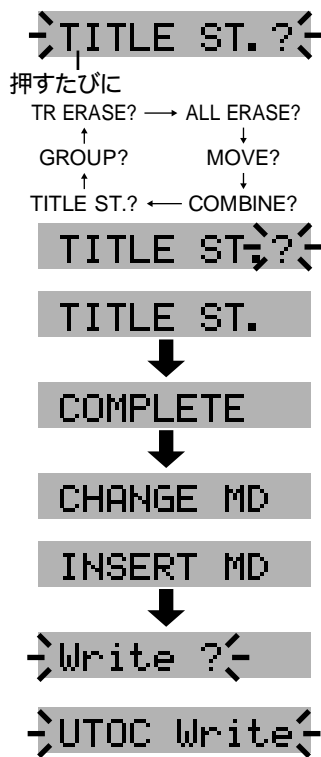 TITLE ST.?
押すたびに
TR ERASE? → ALL ERASE?
GROUP? MOVE?
TITLE ST.? ← COMBINE?
TITLE ST.?
TITLE ST.
COMPLETE
CHANGE MD
INSERT MD
Write ?
UTOC Write